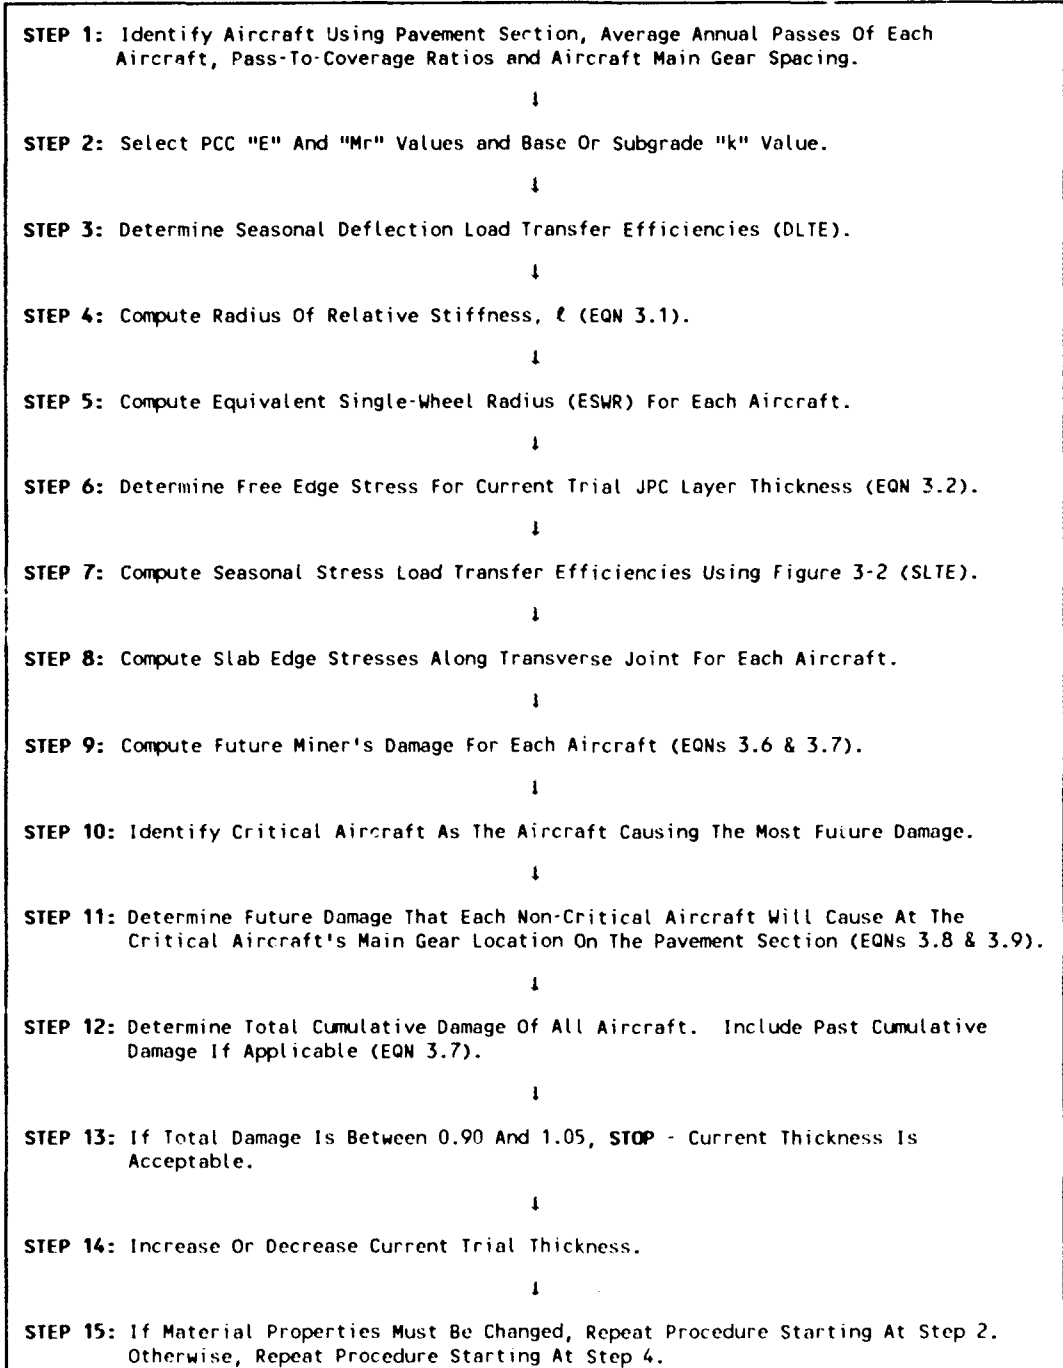 STEP 1: Identify Aircraft Using Pavement Section, Average Annual Passes Of Each
Aircraft, Pass-To-Coverage Ratios and Aircraft Main Gear Spacing.
↓
STEP 2: Select PCC "E" And "Mr" Values and Base Or Subgrade "k" Value.
↓
STEP 3: Determine Seasonal Deflection Load Transfer Efficiencies (DLTE).
↓
STEP 4: Compute Radius Of Relative Stiffness, ℓ (EQN 3.1).
↓
STEP 5: Compute Equivalent Single-Wheel Radius (ESWR) For Each Aircraft.
↓
STEP 6: Determine Free Edge Stress For Current Trial JPC Layer Thickness (EQN 3.2).
↓
STEP 7: Compute Seasonal Stress Load Transfer Efficiencies Using Figure 3-2 (SLTE).
↓
STEP 8: Compute Slab Edge Stresses Along Transverse Joint For Each Aircraft.
↓
STEP 9: Compute Future Miner's Damage For Each Aircraft (EQNs 3.6 & 3.7).
↓
STEP 10: Identify Critical Aircraft As The Aircraft Causing The Most Future Damage.
↓
STEP 11: Determine Future Damage That Each Non-Critical Aircraft Will Cause At The
Critical Aircraft's Main Gear Location On The Pavement Section (EQNs 3.8 & 3.9).
↓
STEP 12: Determine Total Cumulative Damage Of All Aircraft. Include Past Cumulative
Damage If Applicable (EQN 3.7).
↓
STEP 13: If Total Damage Is Between 0.90 And 1.05, STOP - Current Thickness Is
Acceptable.
↓
STEP 14: Increase Or Decrease Current Trial Thickness.
↓
STEP 15: If Material Properties Must Be Changed, Repeat Procedure Starting At Step 2.
Otherwise, Repeat Procedure Starting At Step 4.